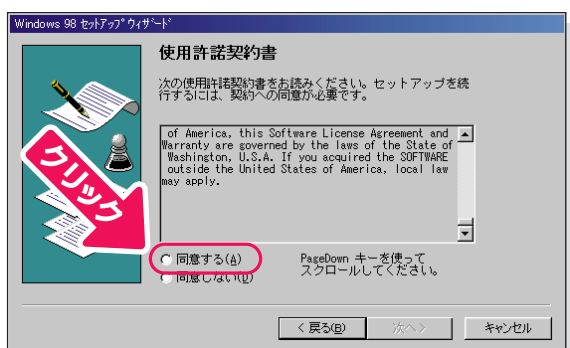 Windows 98 セットアップ ウィザード
使用許諾契約書
次の使用許諾契約書をお読みください。セットアップを続
行するには、契約への同意が必要です。
of America, this Software License Agreement and
Warranty are governed by the laws of the State of
Washington, U.S.A. If you acquired the SOFTWARE
outside the United States of America, local law
may apply.
クリック
同意する(A)
同意しない(D)
PageDown キーを使って
スクロールしてください。
< 戻る(B)
次へ >
キャンセル